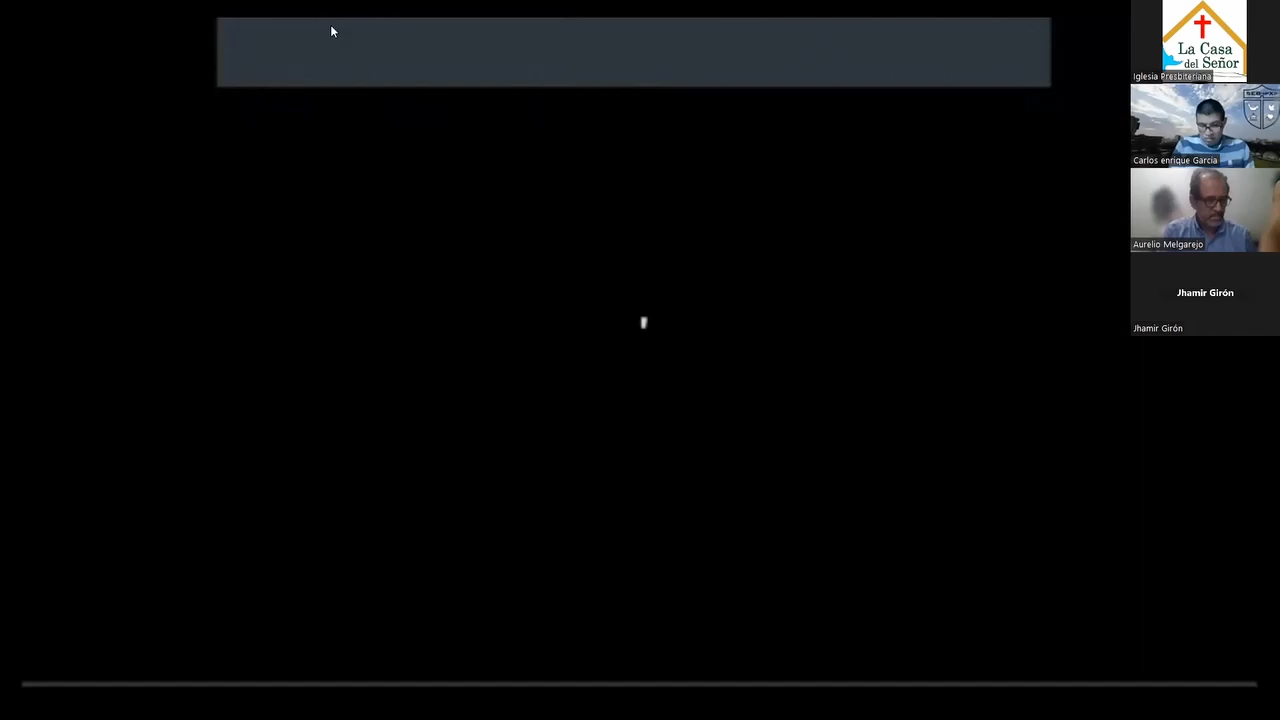 La Casa
del Señor
Iglesia Presbiteriana
Carlos enrique Garcia
Aurelio Melgarejo
Jhamir Girón
Jhamir Girón